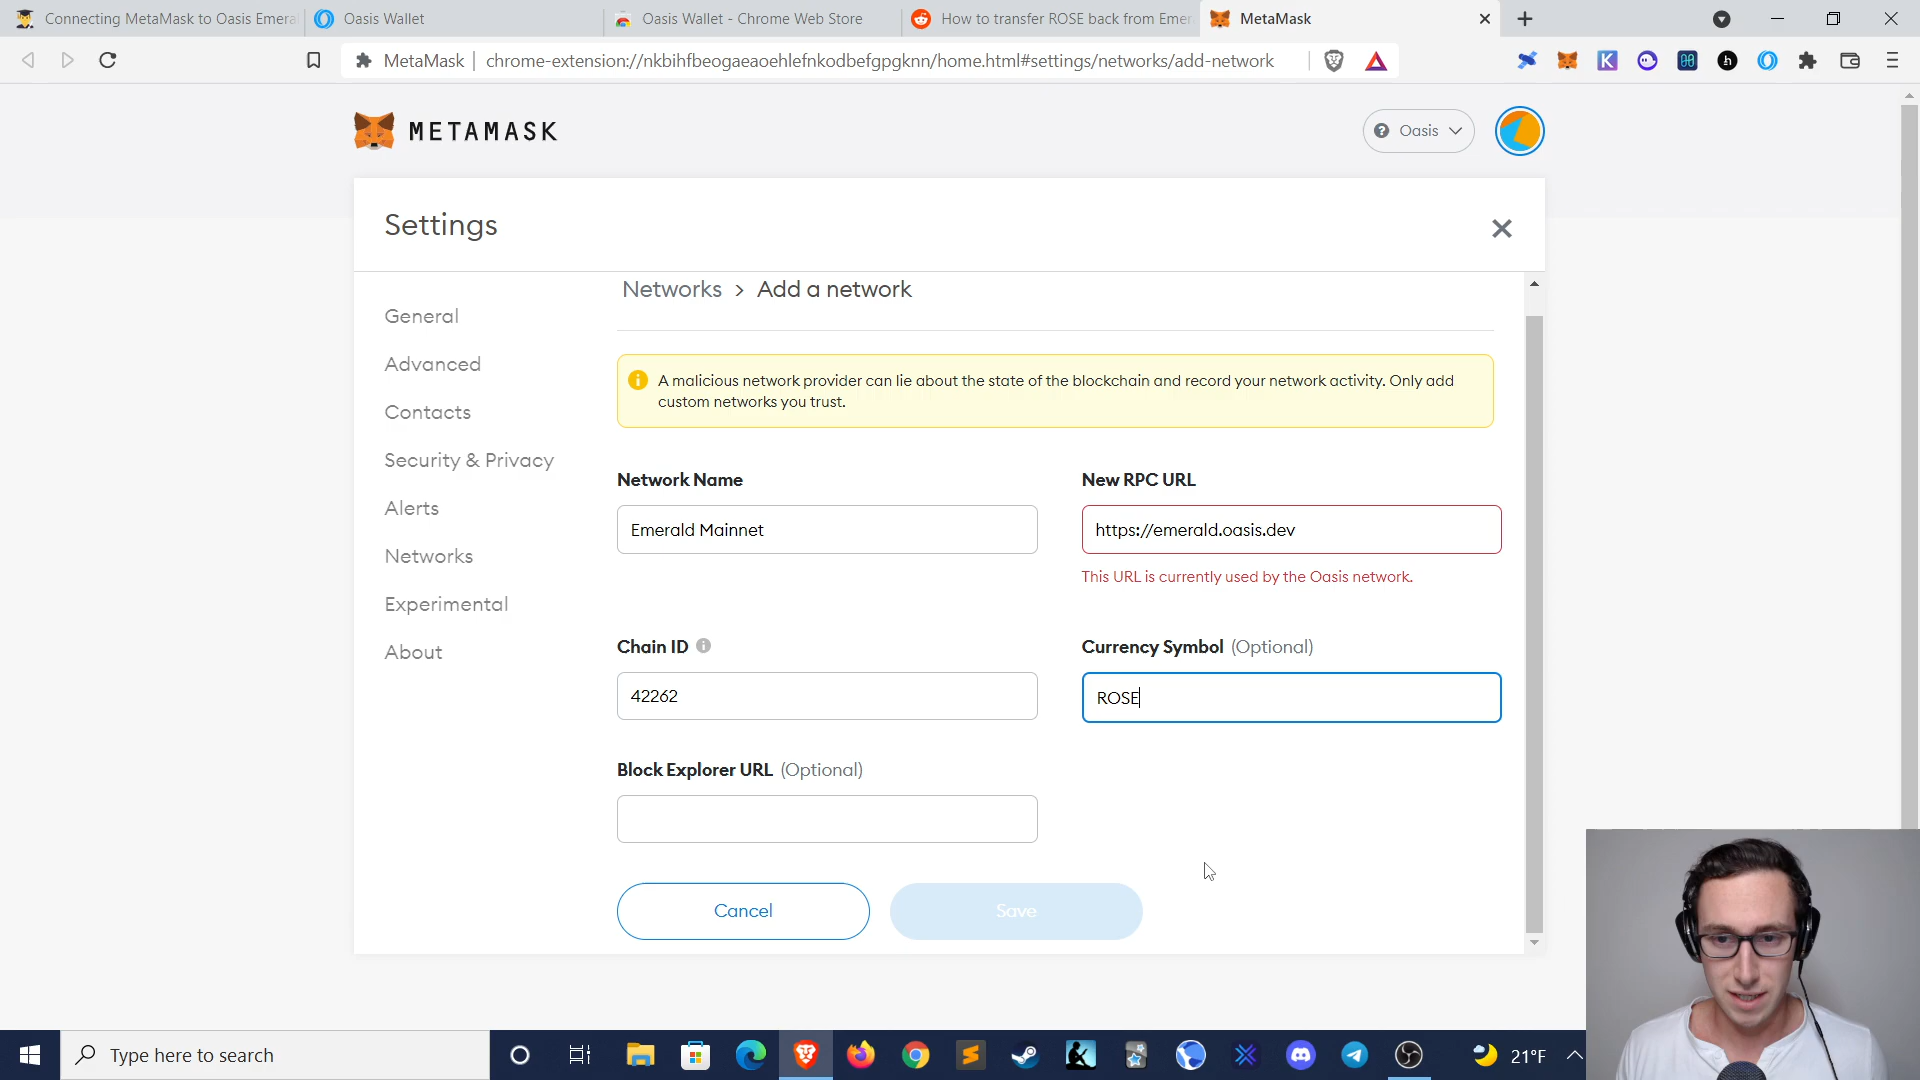 Connecting MetaMask to Oasis Emera
Oasis Wallet
Oasis Wallet - Chrome Web Store
How to transfer ROSE back from Emer
MetaMask
MetaMask
chrome-extension://nkbihfbeogaeaoehlefnkodbefgpgknn/home.html#settings/networks/add-network
METAMASK
Oasis
Settings
General
Advanced
Contacts
Security & Privacy
Alerts
Networks
Experimental
About
Networks > Add a network
A malicious network provider can lie about the state of the blockchain and record your network activity. Only add
custom networks you trust.
Network Name
Emerald Mainnet
New RPC URL
https://emerald.oasis.dev
This URL is currently used by the Oasis network.
Chain ID
42262
Currency Symbol (Optional)
ROSE
Block Explorer URL (Optional)
Cancel
Save
Type here to search
21°F